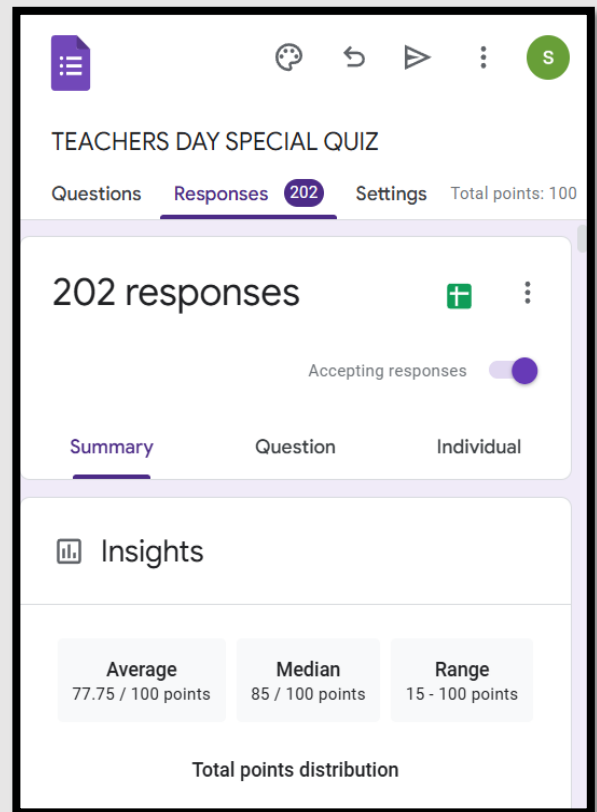 S
TEACHERS DAY SPECIAL QUIZ
Questions Responses 202 Settings Total points: 100
202 responses
Accepting responses
Summary Question Individual
Insights
Average Median Range
77.75 / 100 points 85 / 100 points 15 - 100 points
Total points distribution